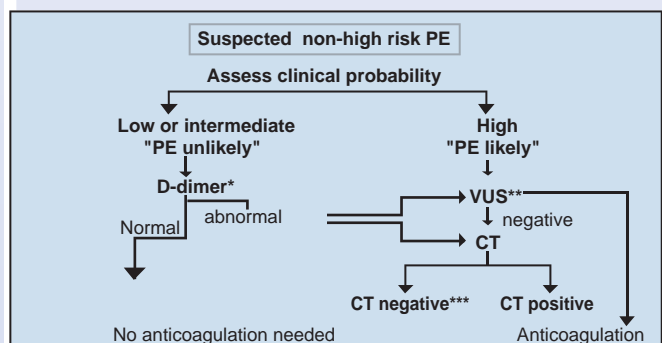 Suspected non-high risk PE
Assess clinical probability
Low or intermediate
"PE unlikely"
High
"PE likely"
D-dimer*
abnormal
Normal
VUS**
negative
CT
CT negative***
CT positive
No anticoagulation needed
Anticoagulation